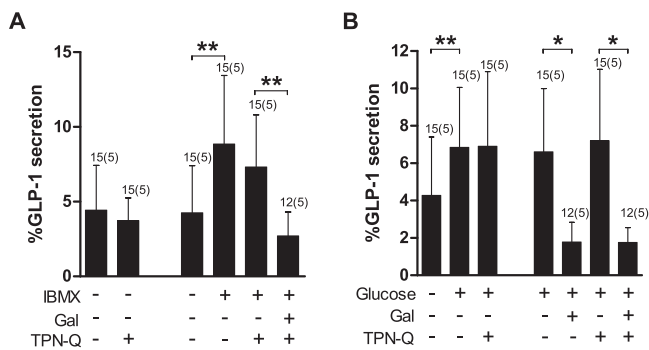 A
B
%GLP-1 secretion
15
10
5
0
15(5)
15(5)
15(5)
15(5)
15(5)
12(5)
**
**
IBMX - - - + + +
Gal - - - - - +
TPN-Q - + - - + +
%GLP-1 secretion
12
10
8
6
4
2
0
15(5)
15(5)
15(5)
15(5)
12(5)
15(5)
12(5)
**
*
*
Glucose - + + + + + +
Gal - - - - + - +
TPN-Q - - + - - + +